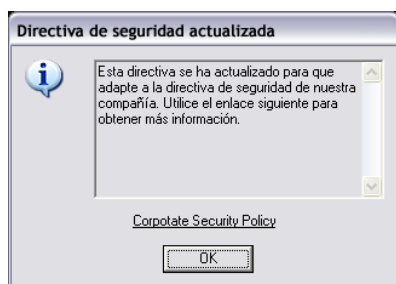 Directiva de seguridad actualizada
Esta directiva se ha actualizado para que
adapte a la directiva de seguridad de nuestra
compañía. Utilice el enlace siguiente para
obtener más información.
Corpotate Security Policy
OK